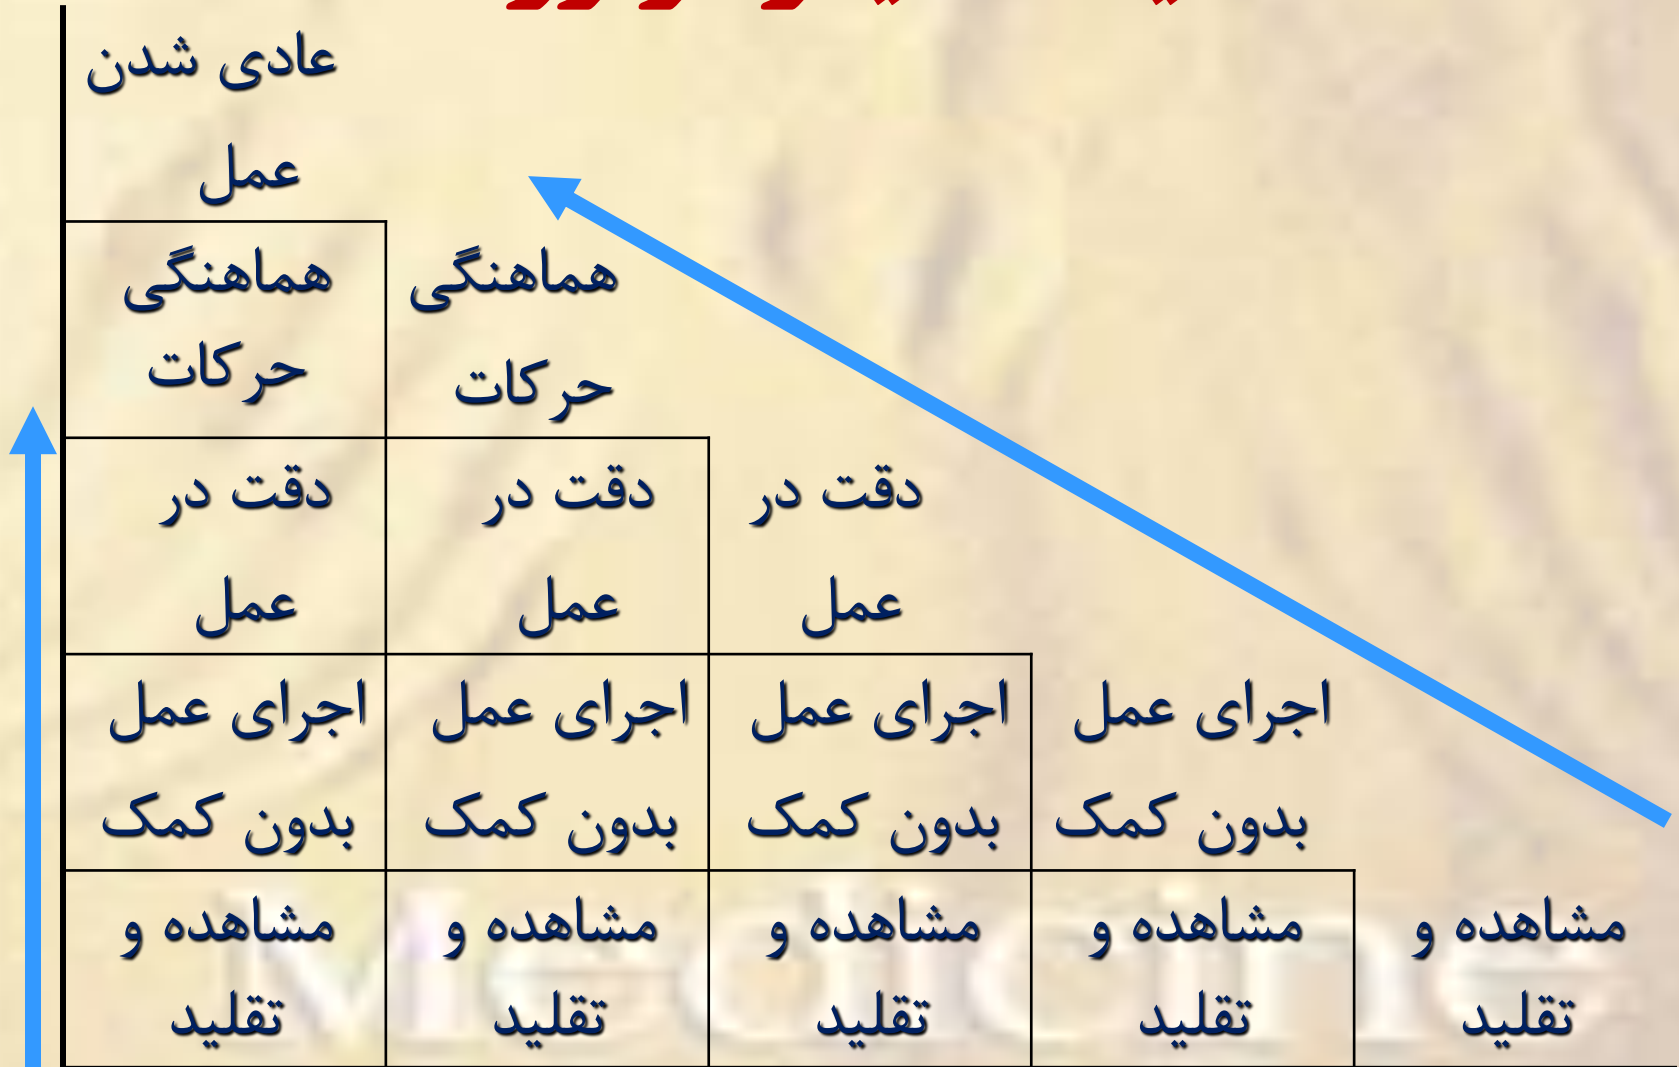 عادی شدن
عمل
هماهنگی هماهنگی
حرکات حرکات
دقت در دقت در دقت در
عمل عمل عمل
اجرای عمل اجرای عمل اجرای عمل اجرای عمل
بدون کمک بدون کمک بدون کمک بدون کمک
مشاهده و مشاهده و مشاهده و مشاهده و مشاهده و
تقلید تقلید تقلید تقلید تقلید
Medicine